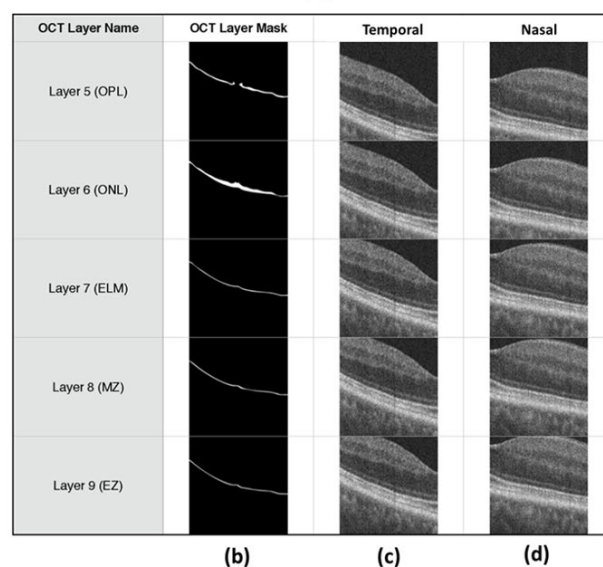 OCT Layer Name OCT Layer Mask Temporal Nasal
Layer 5 (OPL)
Layer 6 (ONL)
Layer 7 (ELM)
Layer 8 (MZ)
Layer 9 (EZ)
(b) (c) (d)